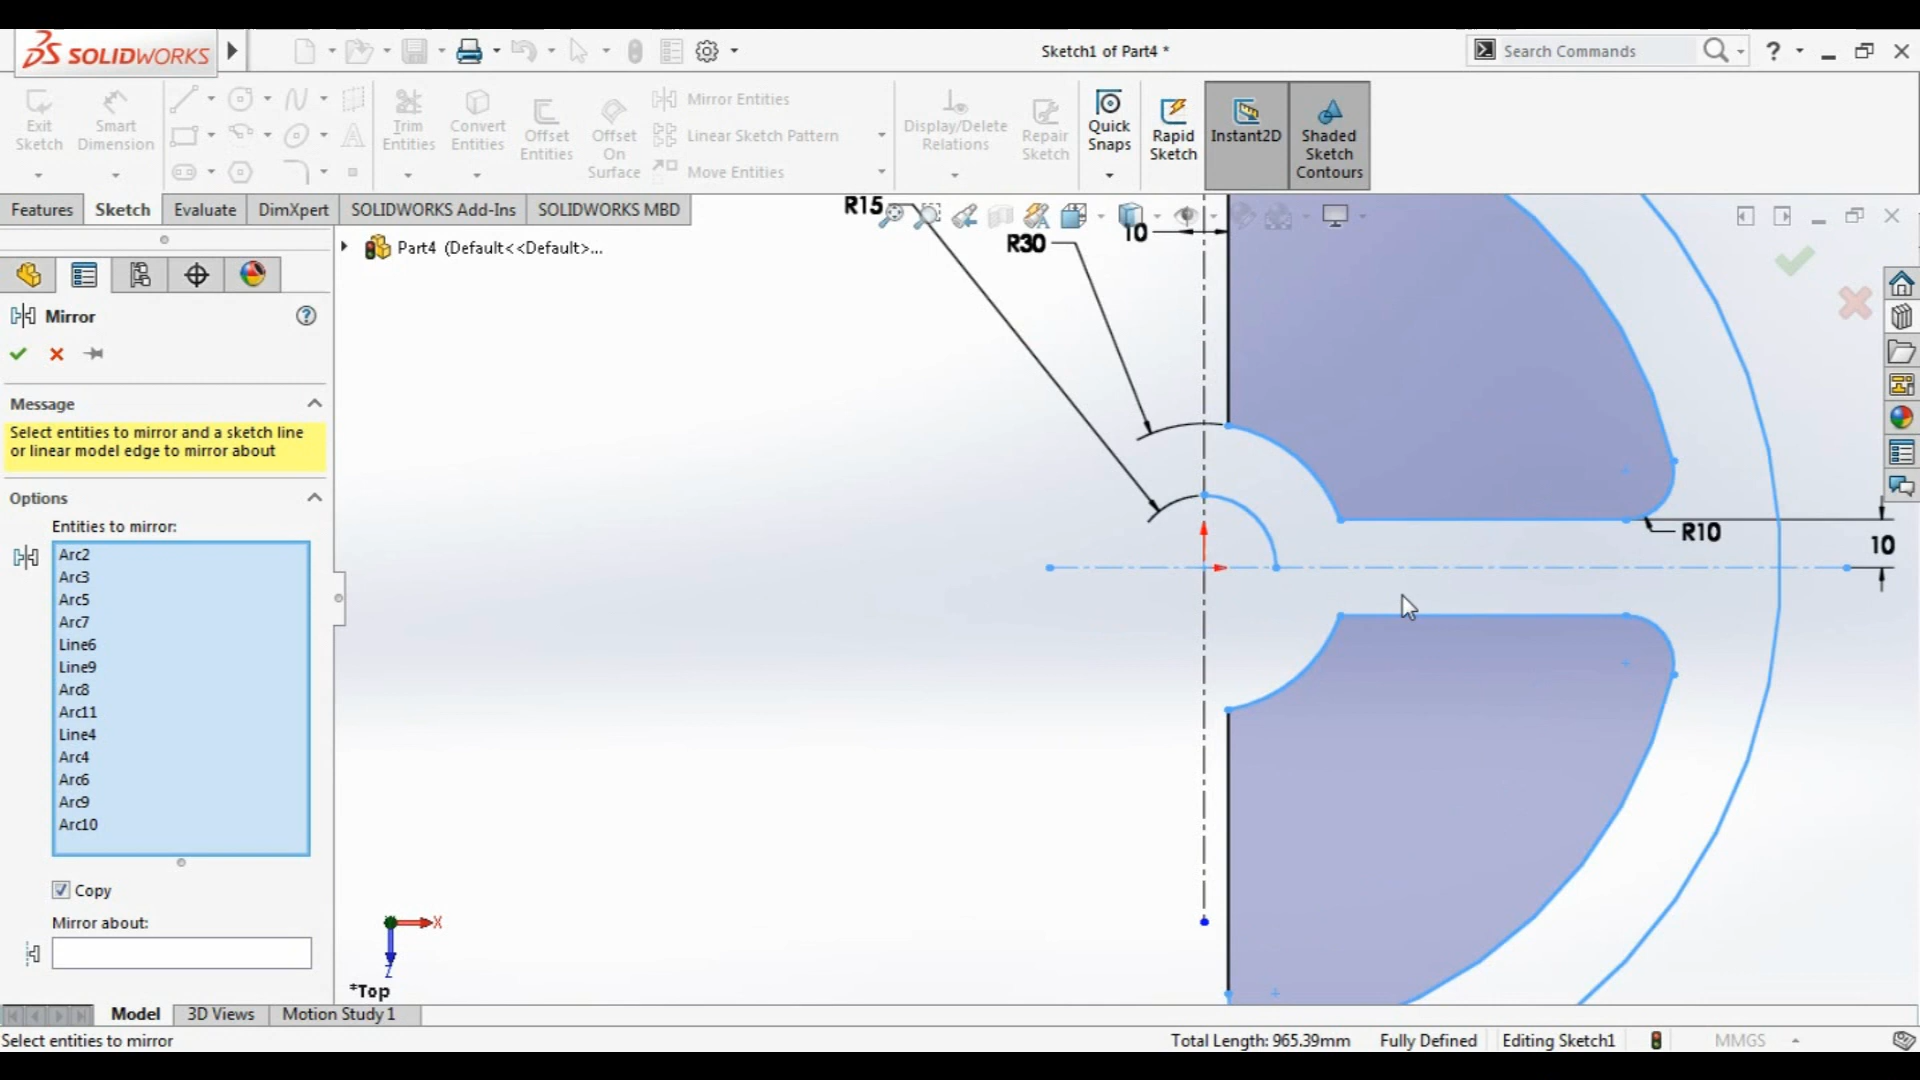 SOLIDWORKS
Sketch1 of Part4 *
Search Commands
?
Exit Sketch
Smart Dimension
Trim Entities
Convert Entities
Offset Entities
Offset On Surface
Mirror Entities
Linear Sketch Pattern
Move Entities
Display/Delete Relations
Repair Sketch
Quick Snaps
Rapid Sketch
Instant2D
Shaded Sketch Contours
Features
Sketch
Evaluate
DimXpert
SOLIDWORKS Add-Ins
SOLIDWORKS MBD
Part4 (Default<<Default>...
R15
R30
10
Mirror
?
Message
Select entities to mirror and a sketch line
or linear model edge to mirror about
Options
Entities to mirror:
Arc2
Arc3
Arc5
Arc7
Line6
Line9
Arc8
Arc11
Line4
Arc4
Arc6
Arc9
Arc10
Copy
Mirror about:
R10
10
X
Z
*Top
Model
3D Views
Motion Study 1
Select entities to mirror
Total Length: 965.39mm
Fully Defined
Editing Sketch1
MMGS